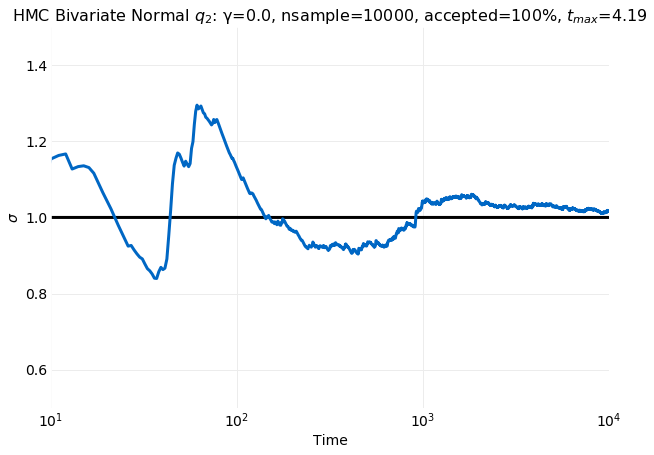 HMC Bivariate Normal q₂: γ=0.0, nsample=10000, accepted=100%, tₘₐₓ=4.19
σ
1.4
1.2
1.0
0.8
0.6
10¹ 10² 10³ 10⁴
Time